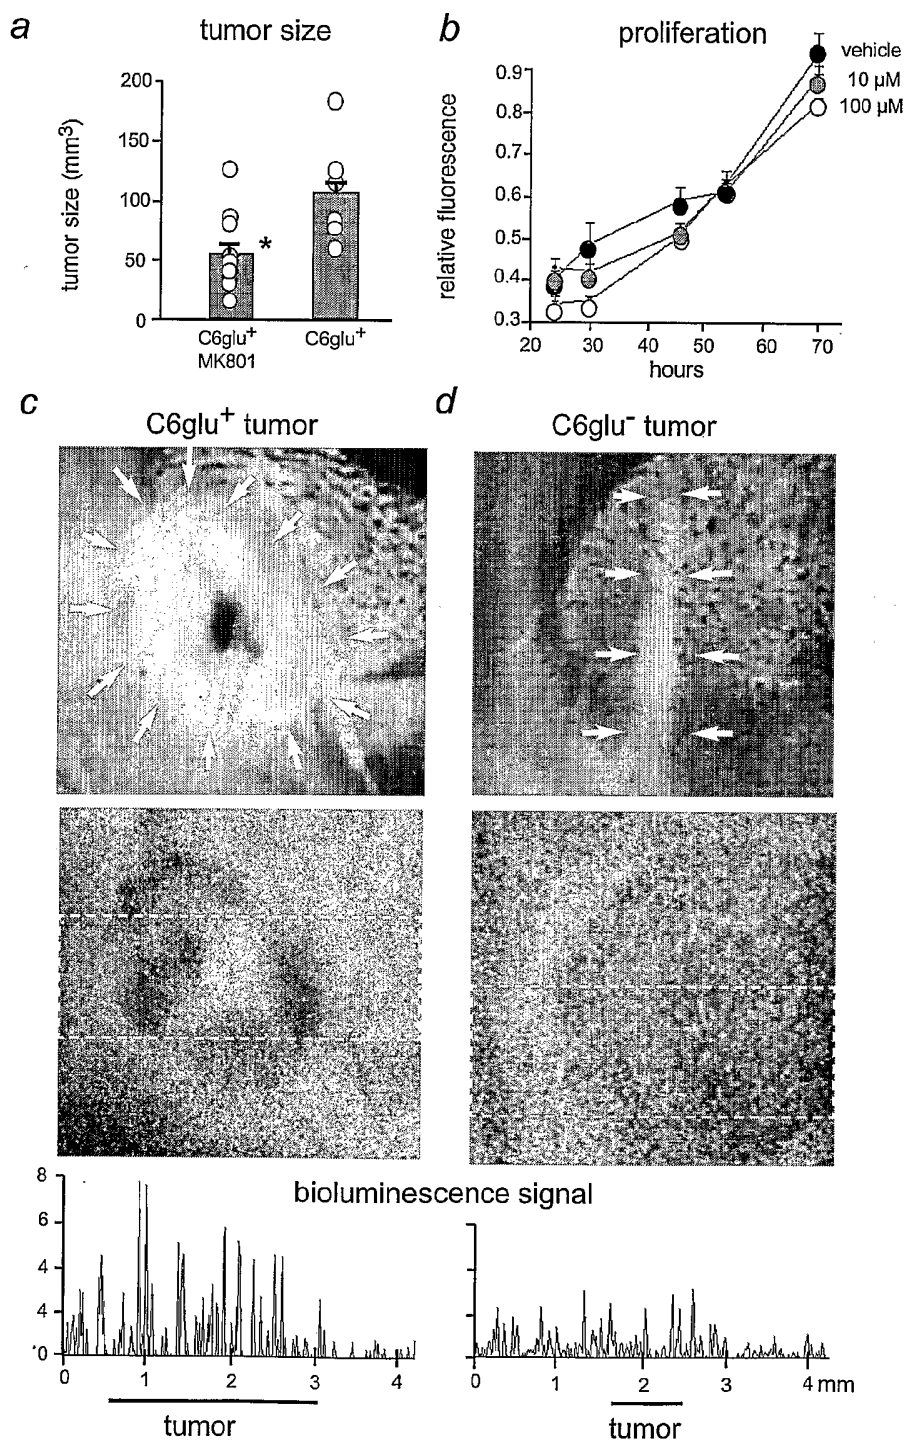 a
tumor size
tumor size (mm³)
200
150
100
50
0
*
C6glu⁺
MK801
C6glu⁺
b
proliferation
relative fluorescence
0.9
0.8
0.6
0.5
0.4
0.3
20
30
40
50
60
70
hours
vehicle
10 µM
100 µM
c
C6glu⁺ tumor
d
C6glu⁻ tumor
bioluminescence signal
8
6
4
4
0
0
1
2
3
4
tumor
0
1
2
3
4 mm
tumor